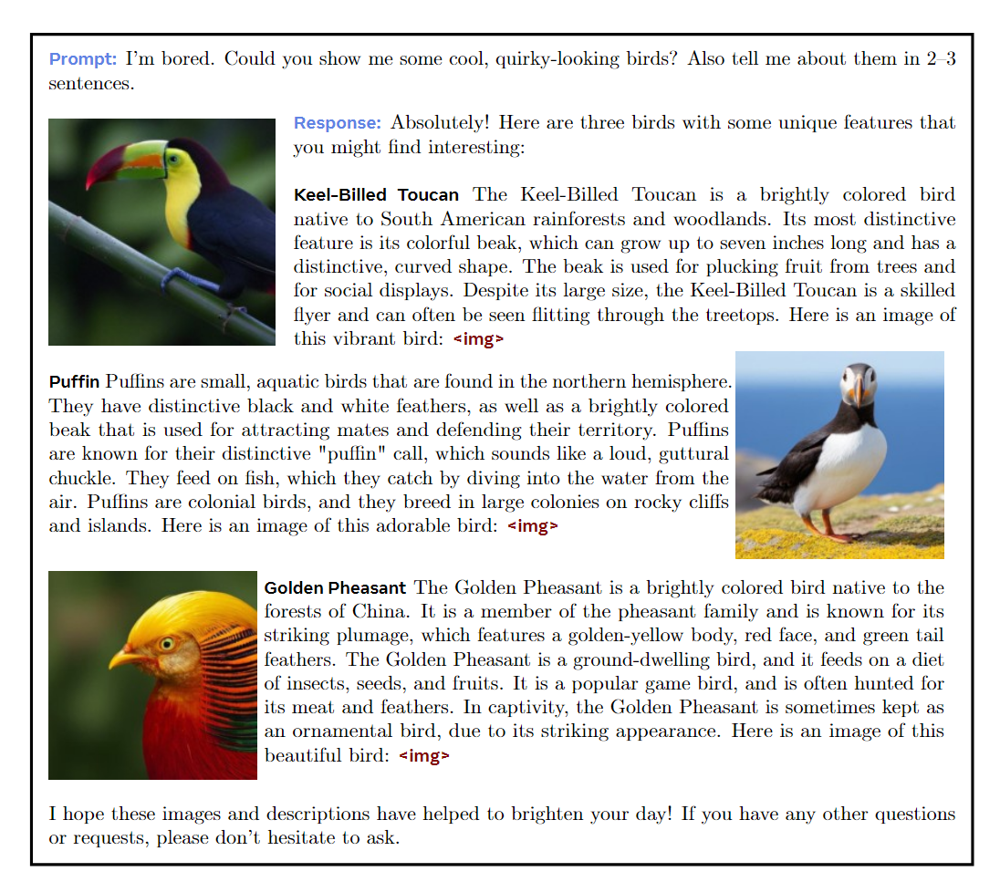 Prompt: I'm bored. Could you show me some cool, quirky-looking birds? Also tell me about them in 2–3
sentences.
Response: Absolutely! Here are three birds with some unique features that
you might find interesting:
Keel-Billed Toucan The Keel-Billed Toucan is a brightly colored bird
native to South American rainforests and woodlands. Its most distinctive
feature is its colorful beak, which can grow up to seven inches long and has a
distinctive, curved shape. The beak is used for plucking fruit from trees and
for social displays. Despite its large size, the Keel-Billed Toucan is a skilled
flyer and can often be seen flitting through the treetops. Here is an image of
this vibrant bird: <img>
Puffin Puffins are small, aquatic birds that are found in the northern hemisphere.
They have distinctive black and white feathers, as well as a brightly colored
beak that is used for attracting mates and defending their territory. Puffins
are known for their distinctive "puffin" call, which sounds like a loud, guttural
chuckle. They feed on fish, which they catch by diving into the water from the
air. Puffins are colonial birds, and they breed in large colonies on rocky cliffs
and islands. Here is an image of this adorable bird: <img>
Golden Pheasant The Golden Pheasant is a brightly colored bird native to the
forests of China. It is a member of the pheasant family and is known for its
striking plumage, which features a golden-yellow body, red face, and green tail
feathers. The Golden Pheasant is a ground-dwelling bird, and it feeds on a diet
of insects, seeds, and fruits. It is a popular game bird, and is often hunted for
its meat and feathers. In captivity, the Golden Pheasant is sometimes kept as
an ornamental bird, due to its striking appearance. Here is an image of this
beautiful bird: <img>
I hope these images and descriptions have helped to brighten your day! If you have any other questions
or requests, please don't hesitate to ask.